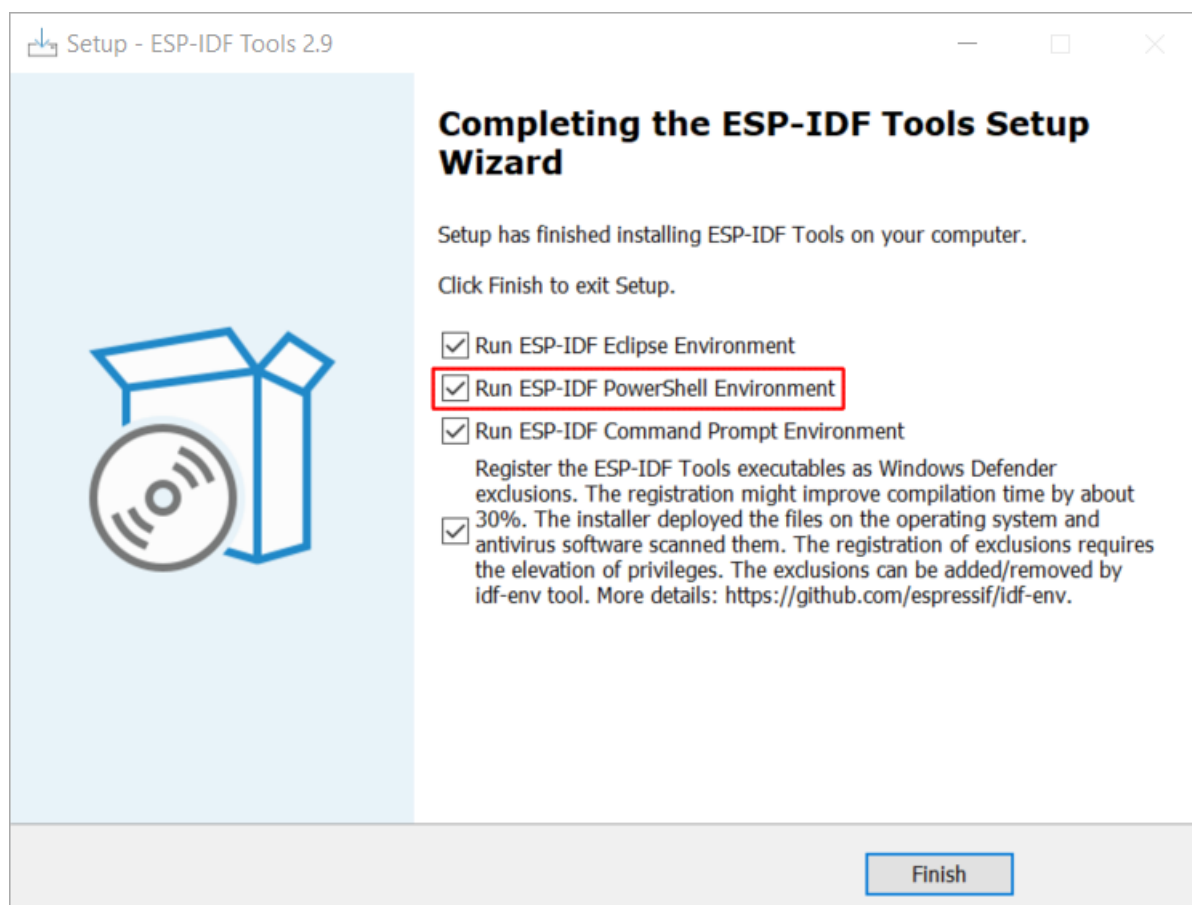 Setup - ESP-IDF Tools 2.9
Completing the ESP-IDF Tools Setup
Wizard
Setup has finished installing ESP-IDF Tools on your computer.
Click Finish to exit Setup.
Run ESP-IDF Eclipse Environment
Run ESP-IDF PowerShell Environment
Run ESP-IDF Command Prompt Environment
Register the ESP-IDF Tools executables as Windows Defender
exclusions. The registration might improve compilation time by about
30%. The installer deployed the files on the operating system and
antivirus software scanned them. The registration of exclusions requires
the elevation of privileges. The exclusions can be added/removed by
idf-env tool. More details: https://github.com/espressif/idf-env.
Finish